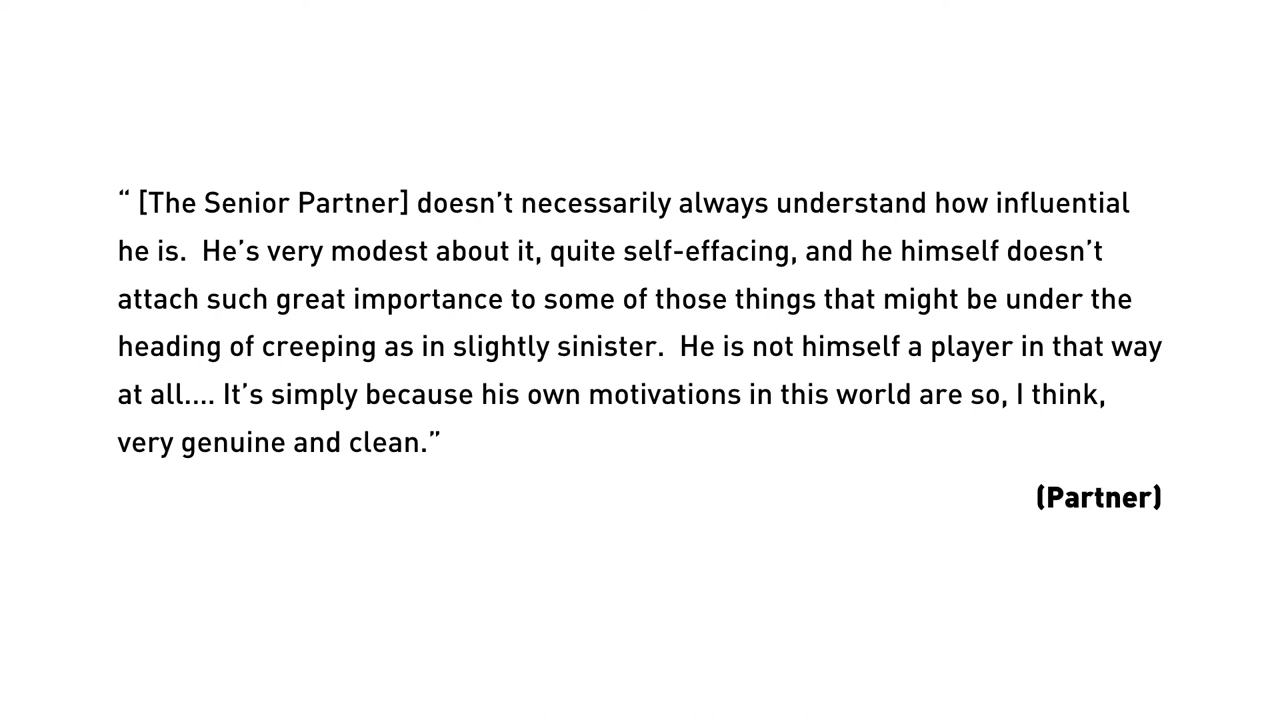 “ [The Senior Partner] doesn’t necessarily always understand how influential
he is.  He’s very modest about it, quite self-effacing, and he himself doesn’t
attach such great importance to some of those things that might be under the
heading of creeping as in slightly sinister.  He is not himself a player in that way
at all.... It’s simply because his own motivations in this world are so, I think,
very genuine and clean.”
(Partner)